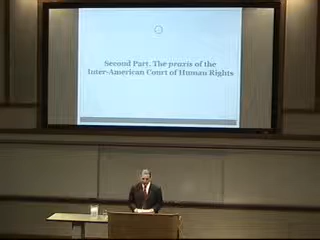 Second Part. The praxis of the
Inter-American Court of Human Rights